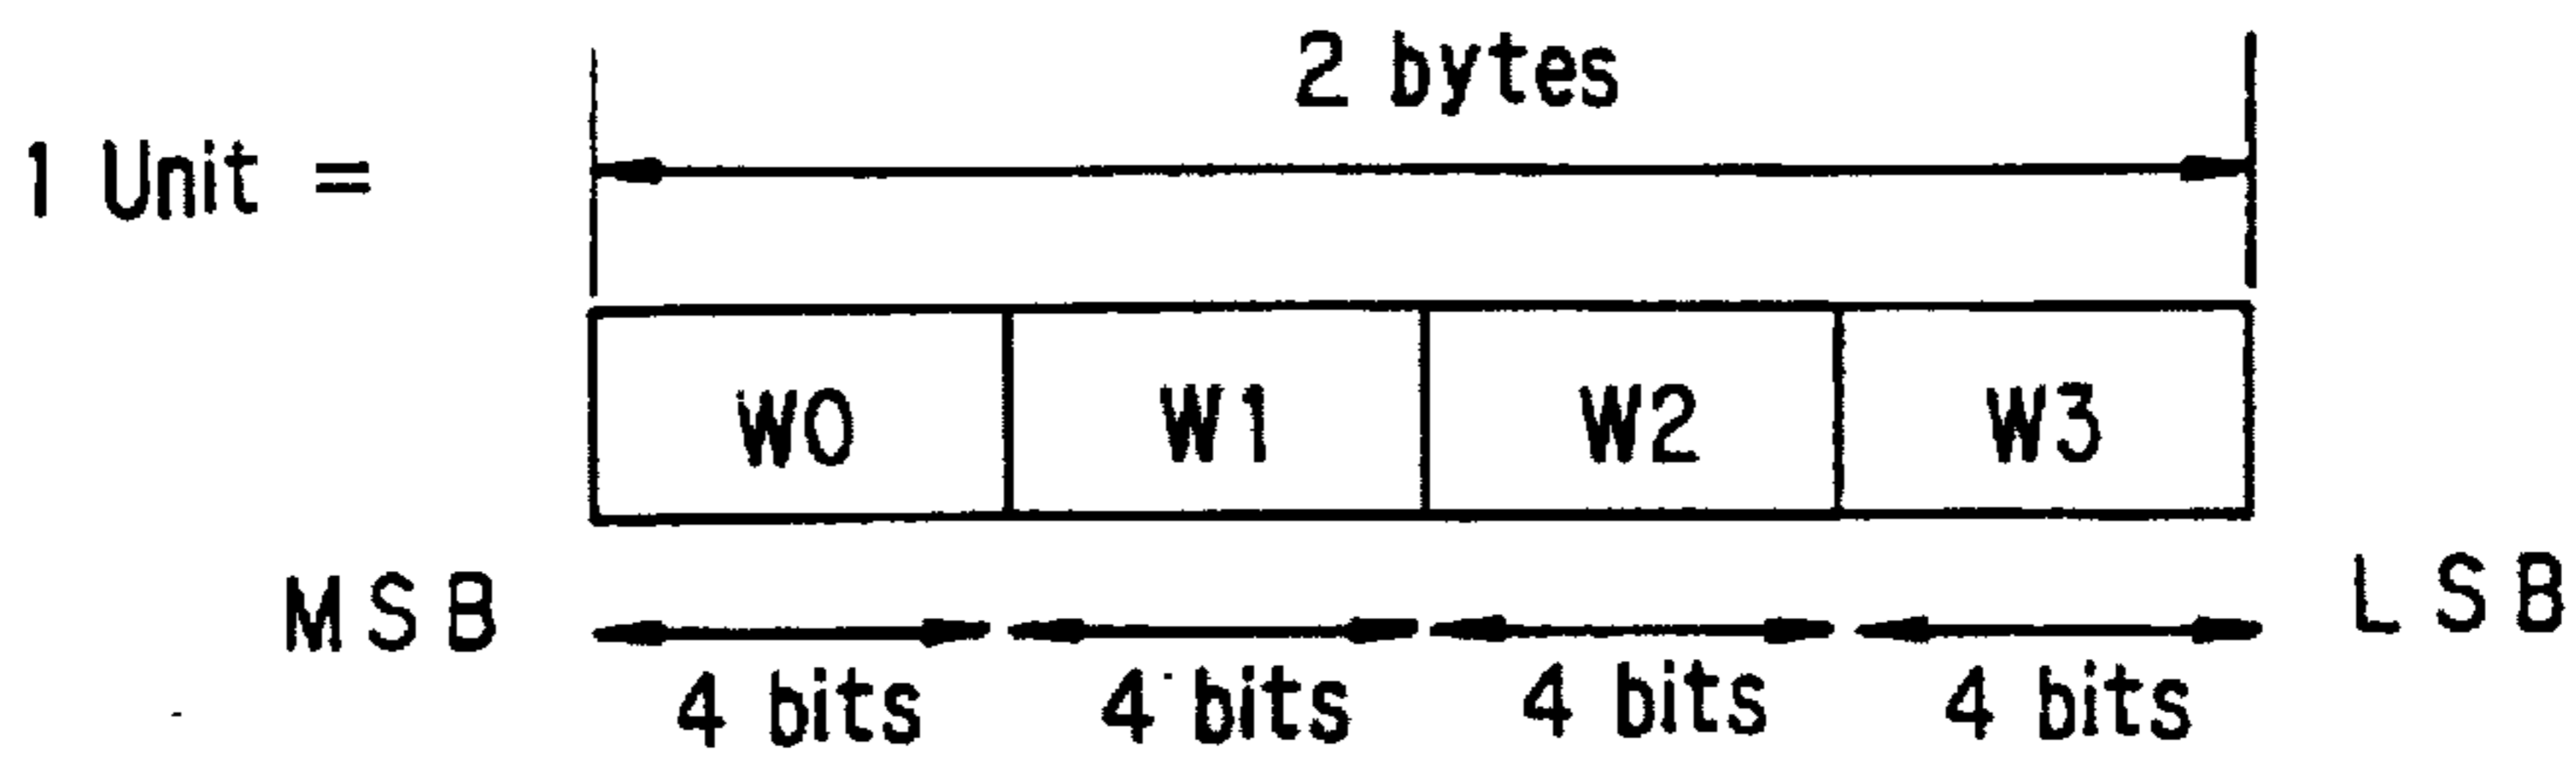 2 bytes
1 Unit =
W0 W1 W2 W3
MSB LSB
4 bits 4 bits 4 bits 4 bits